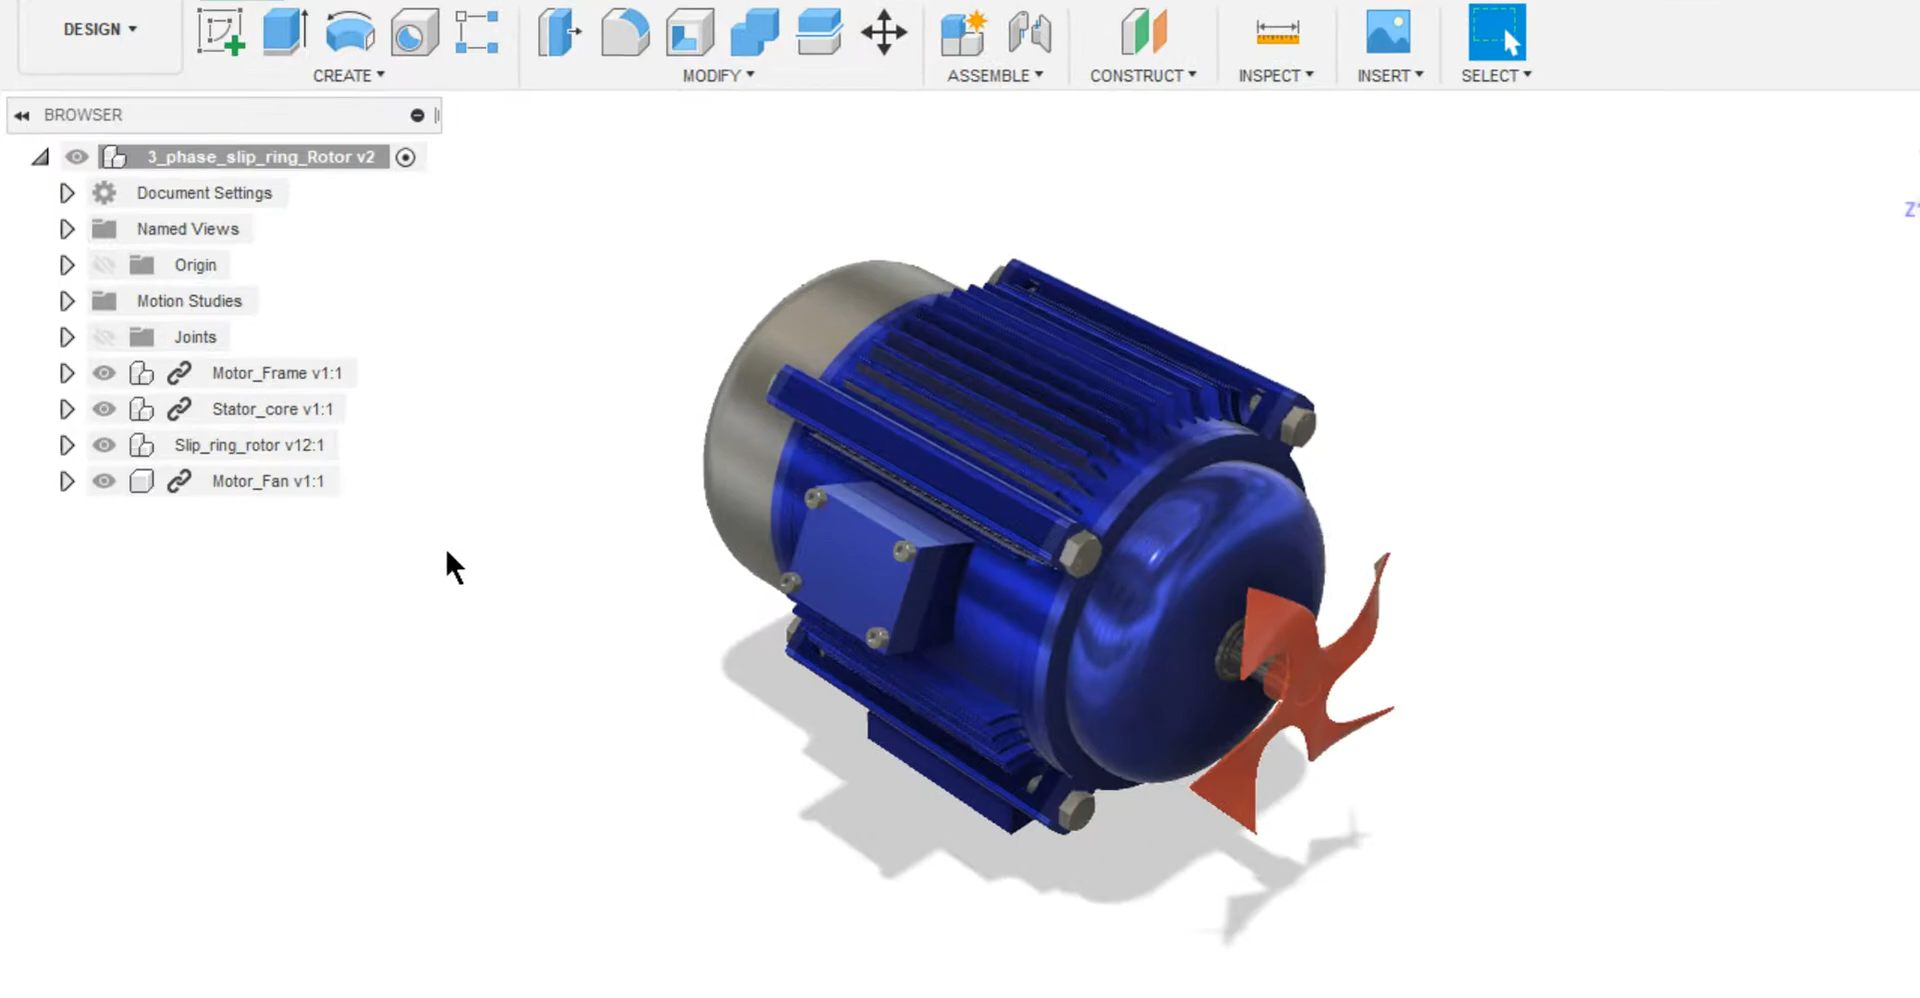 DESIGN
CREATE
MODIFY
ASSEMBLE
CONSTRUCT
INSPECT
INSERT
SELECT
BROWSER
3_phase_slip_ring_Rotor v2
Document Settings
Named Views
Origin
Motion Studies
Joints
Motor_Frame v1:1
Stator_core v1:1
Slip_ring_rotor v12:1
Motor_Fan v1:1
Z